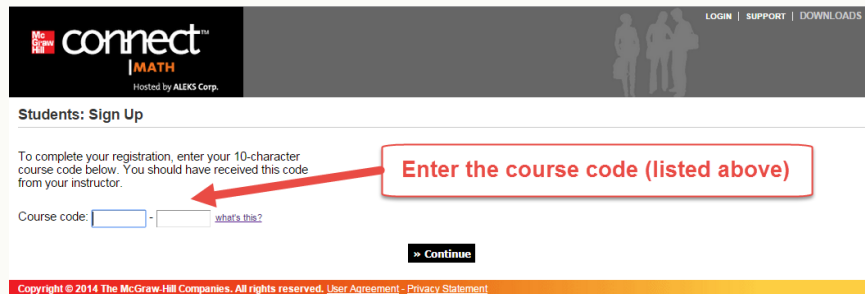 LOGIN | SUPPORT | DOWNLOADS
Mc
Graw
Hill
connect™
MATH
Hosted by ALEKS Corp.
Students: Sign Up
To complete your registration, enter your 10-character
course code below. You should have received this code
from your instructor.
Enter the course code (listed above)
Course code: - what's this?
» Continue
Copyright © 2014 The McGraw-Hill Companies. All rights reserved. User Agreement - Privacy Statement